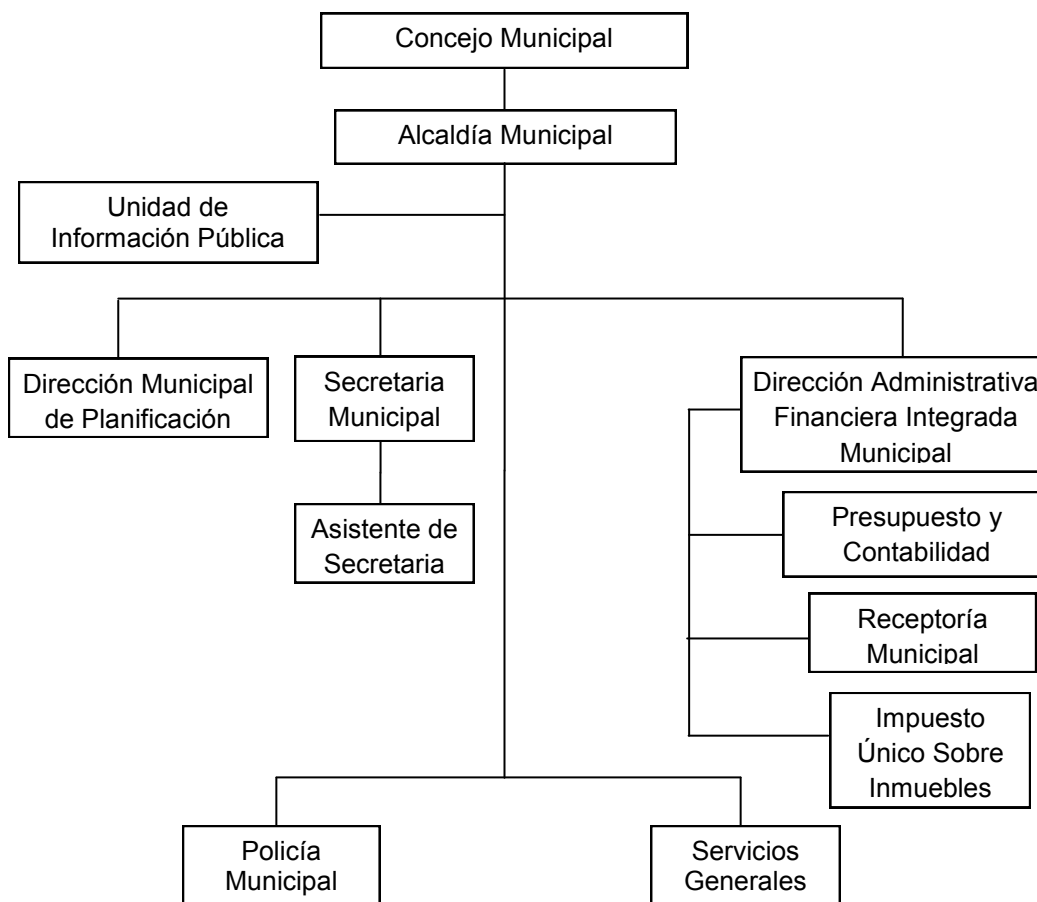 Concejo Municipal
Alcaldía Municipal
Unidad de
Información Pública
Dirección Municipal
de Planificación
Secretaria
Municipal
Dirección Administrativa
Financiera Integrada
Municipal
Asistente de
Secretaria
Presupuesto y
Contabilidad
Receptoría
Municipal
Impuesto
Único Sobre
Inmuebles
Policía
Municipal
Servicios
Generales